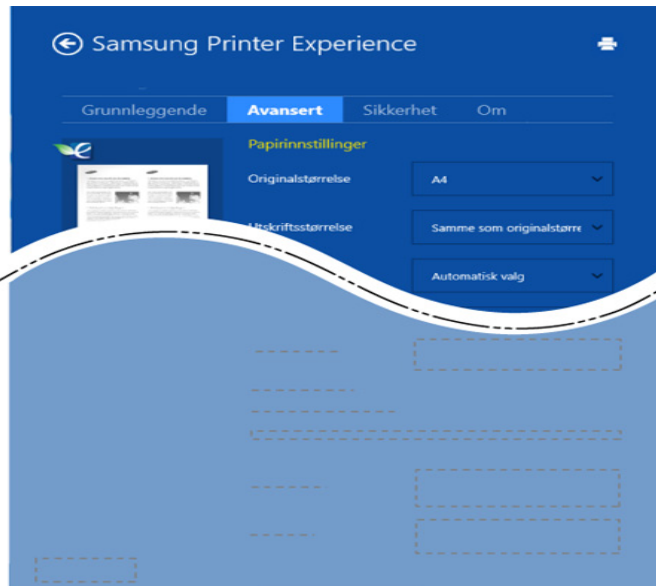 Samsung Printer Experience
Grunnleggende Avansert Sikkerhet Om
Papirinnstillinger
Originalstørrelse A4
Utskriftsstørrelse Samme som originalstørre
Automatisk valg